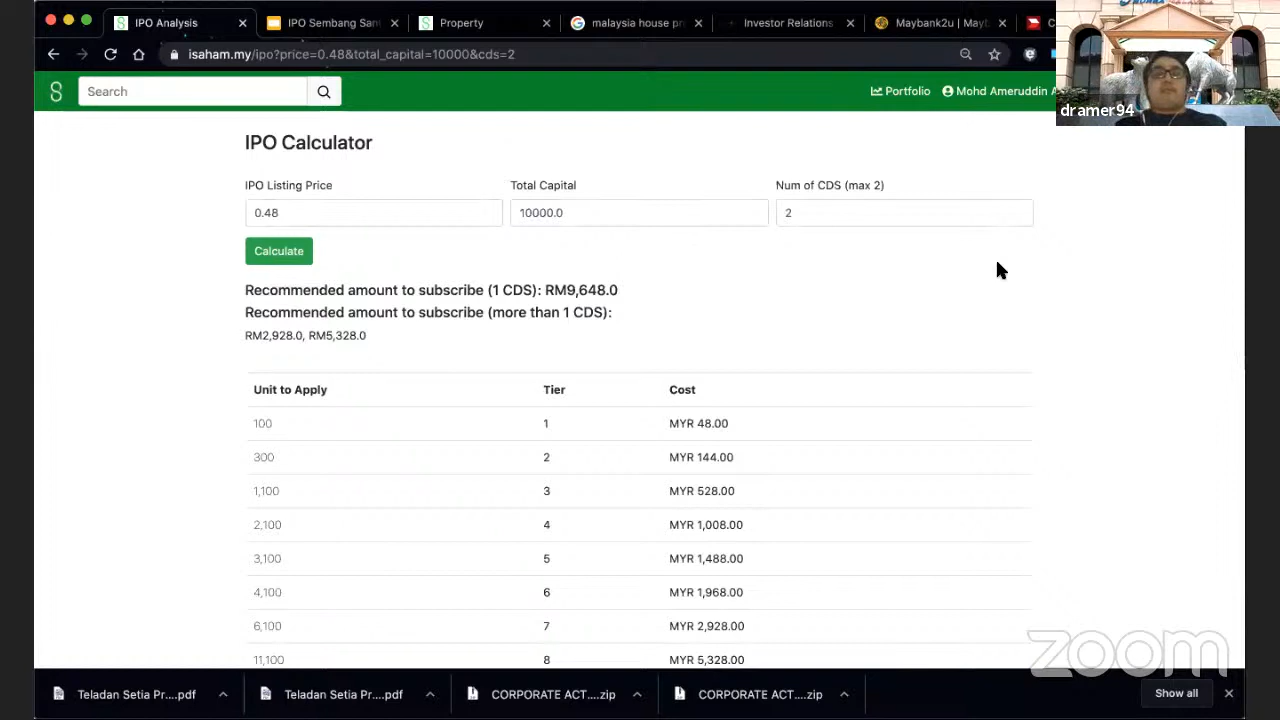 IPO Analysis
IPO Sembang San
Property
malaysia house pr
Investor Relations
Maybank2u | Mayb
isaham.my/ipo?price=0.48&total_capital=10000&cds=2
Search
Portfolio
Mohd Ameruddin A
dramer94
IPO Calculator
IPO Listing Price Total Capital Num of CDS (max 2)
0.48 10000.0 2
Calculate
Recommended amount to subscribe (1 CDS): RM9,648.0
Recommended amount to subscribe (more than 1 CDS):
RM2,928.0, RM5,328.0
Unit to Apply Tier Cost
100 1 MYR 48.00
300 2 MYR 144.00
1,100 3 MYR 528.00
2,100 4 MYR 1,008.00
3,100 5 MYR 1,488.00
4,100 6 MYR 1,968.00
6,100 7 MYR 2,928.00
11,100 8 MYR 5,328.00
zoom
Teladan Setia Pr....pdf
Teladan Setia Pr....pdf
CORPORATE ACT....zip
CORPORATE ACT....zip
Show all